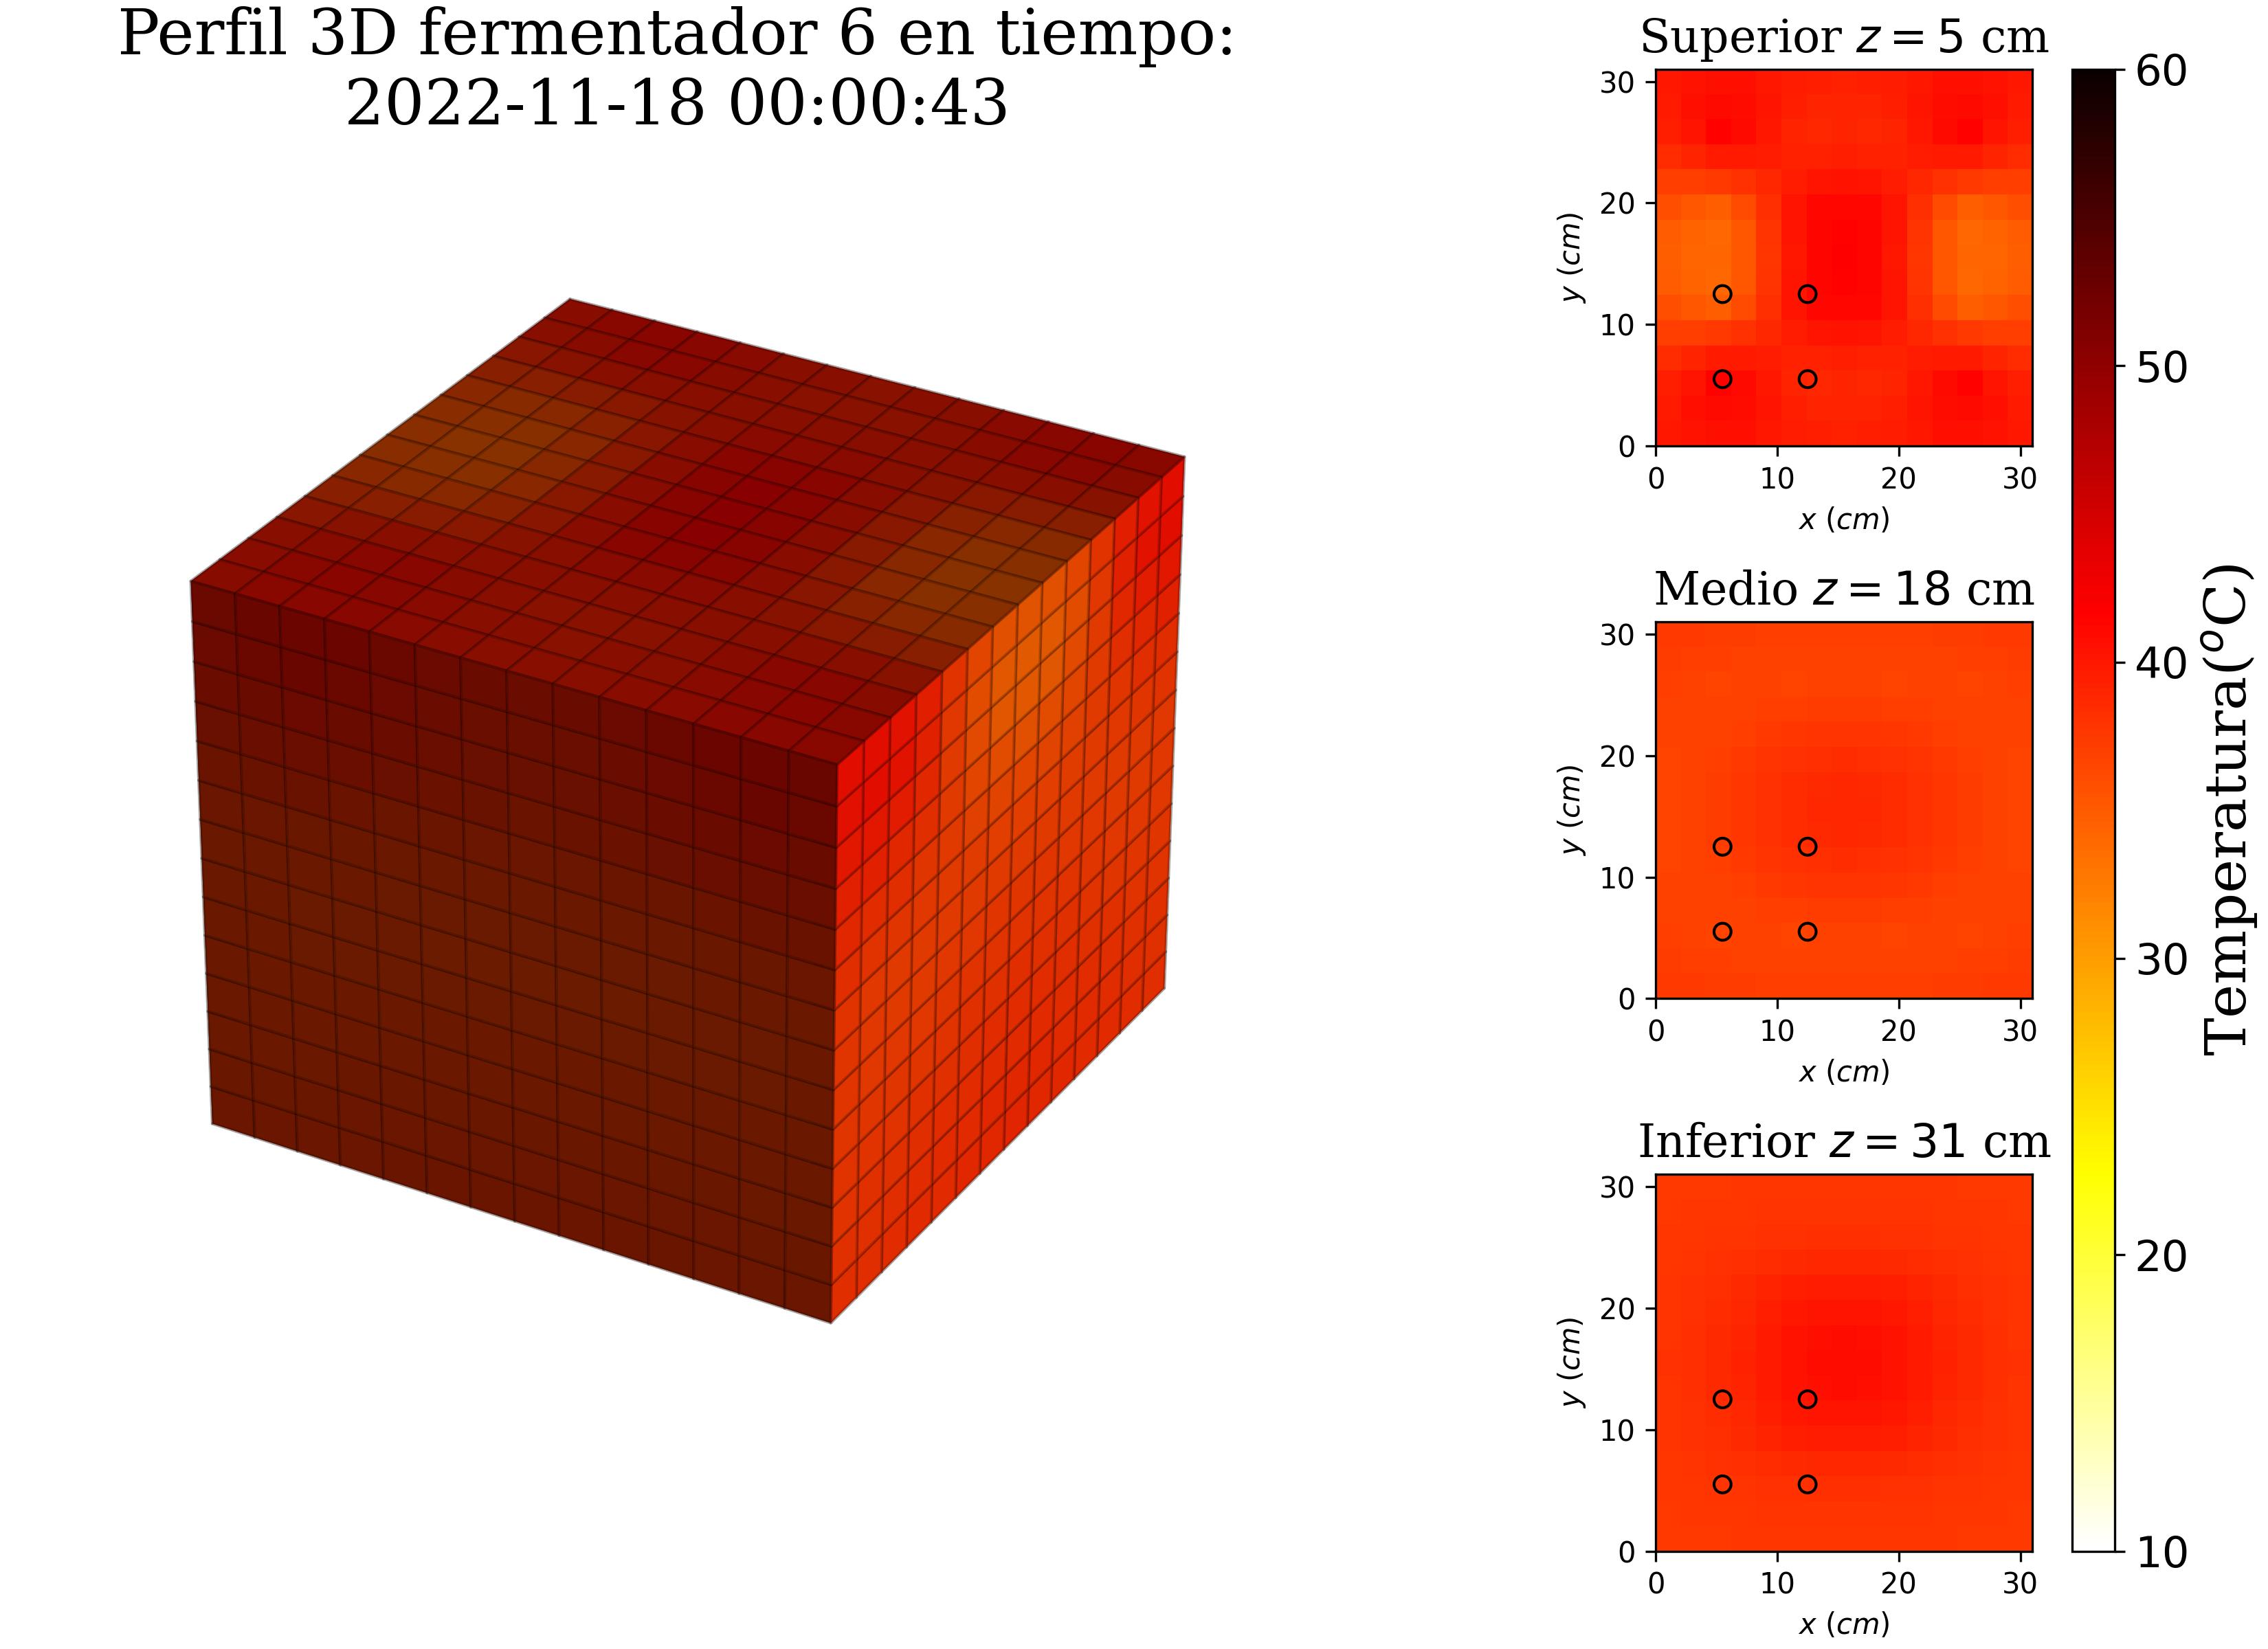 Perfil 3D fermentador 6 en tiempo:
2022-11-18 00:00:43
Superior z = 5 cm
30
20
10
0
y (cm)
0 10 20 30
x (cm)
Medio z = 18 cm
30
20
10
0
y (cm)
0 10 20 30
x (cm)
Inferior z = 31 cm
30
20
10
0
y (cm)
0 10 20 30
x (cm)
60
50
40
30
20
10
Temperatura(°C)